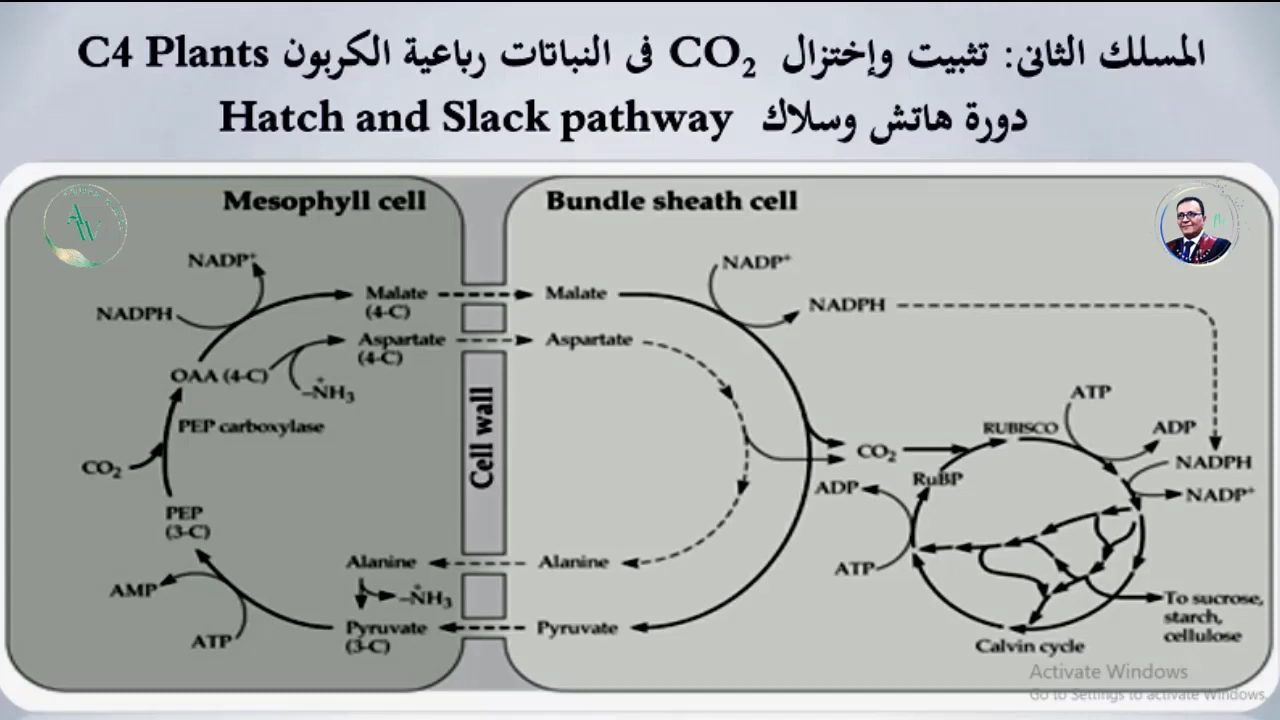 المسلك الثانى: تثبيت وإختزال CO₂ فى النباتات رباعية الكربون C4 Plants
دورة هاتش وسلاك Hatch and Slack pathway
Mesophyll cell
Bundle sheath cell
NADP⁺
NADPH
Malate
(4-C)
Aspartate
(4-C)
OAA (4-C)
–N⁺H₃
PEP carboxylase
CO₂
PEP
(3-C)
AMP
ATP
Alanine
–N⁺H₃
Pyruvate
(3-C)
Cell wall
Malate
Aspartate
NADP⁺
NADPH
Alanine
Pyruvate
CO₂
RUBISCO
RuBP
ATP
ADP
NADPH
NADP⁺
ADP
ATP
To sucrose,
starch,
cellulose
Calvin cycle
Activate Windows
Go to Settings to activate Windows.